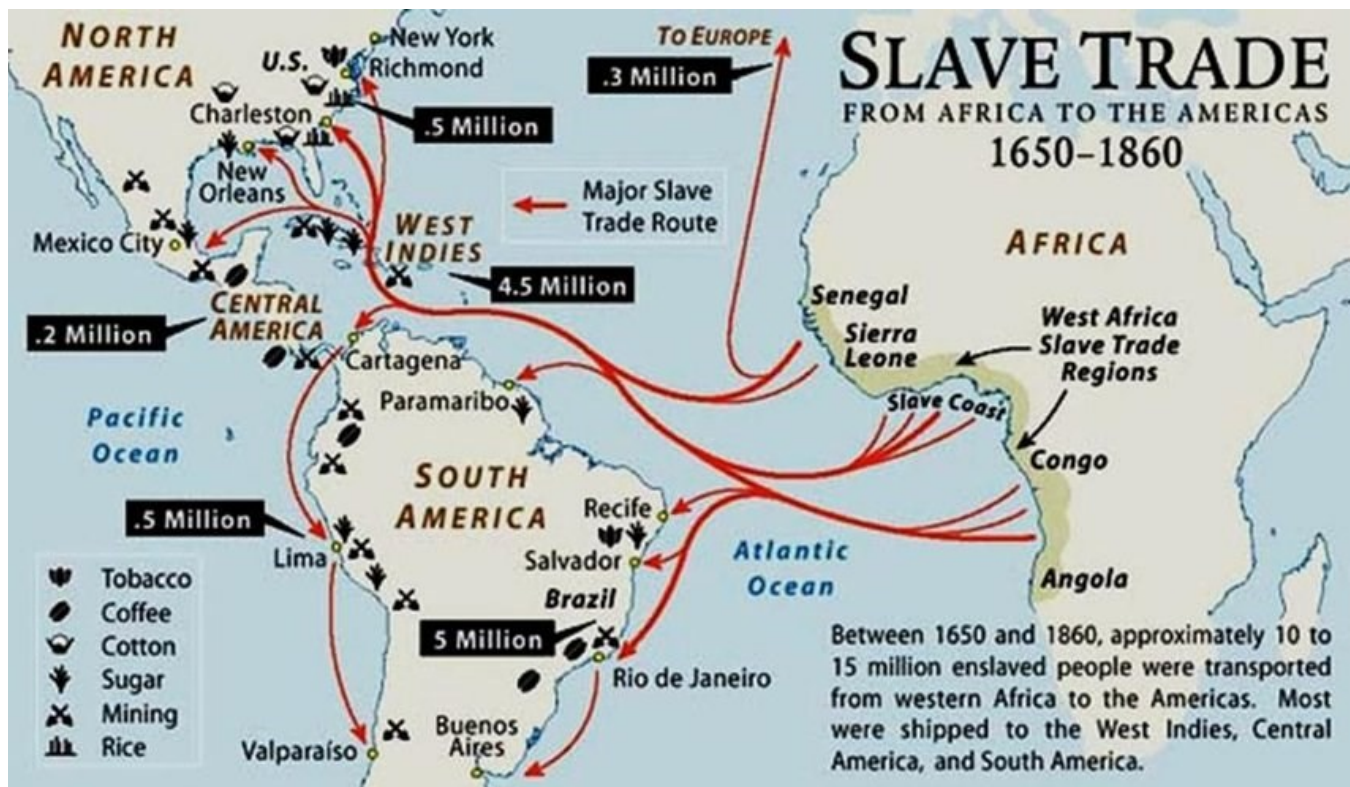 SLAVE TRADE
FROM AFRICA TO THE AMERICAS
1650–1860
NORTH
AMERICA
New York
U.S.
Richmond
Charleston
.5 Million
New
Orleans
TO EUROPE
.3 Million
Major Slave
Trade Route
Mexico City
WEST
INDIES
4.5 Million
CENTRAL
AMERICA
.2 Million
Cartagena
Paramaribo
Pacific
Ocean
SOUTH
AMERICA
AFRICA
Senegal
Sierra
Leone
West Africa
Slave Trade
Regions
Slave Coast
Congo
Angola
Recife
Salvador
Atlantic
Ocean
.5 Million
Lima
Brazil
5 Million
Rio de Janeiro
Buenos
Aires
Valparaíso
Tobacco
Coffee
Cotton
Sugar
Mining
Rice
Between 1650 and 1860, approximately 10 to
15 million enslaved people were transported
from western Africa to the Americas. Most
were shipped to the West Indies, Central
America, and South America.